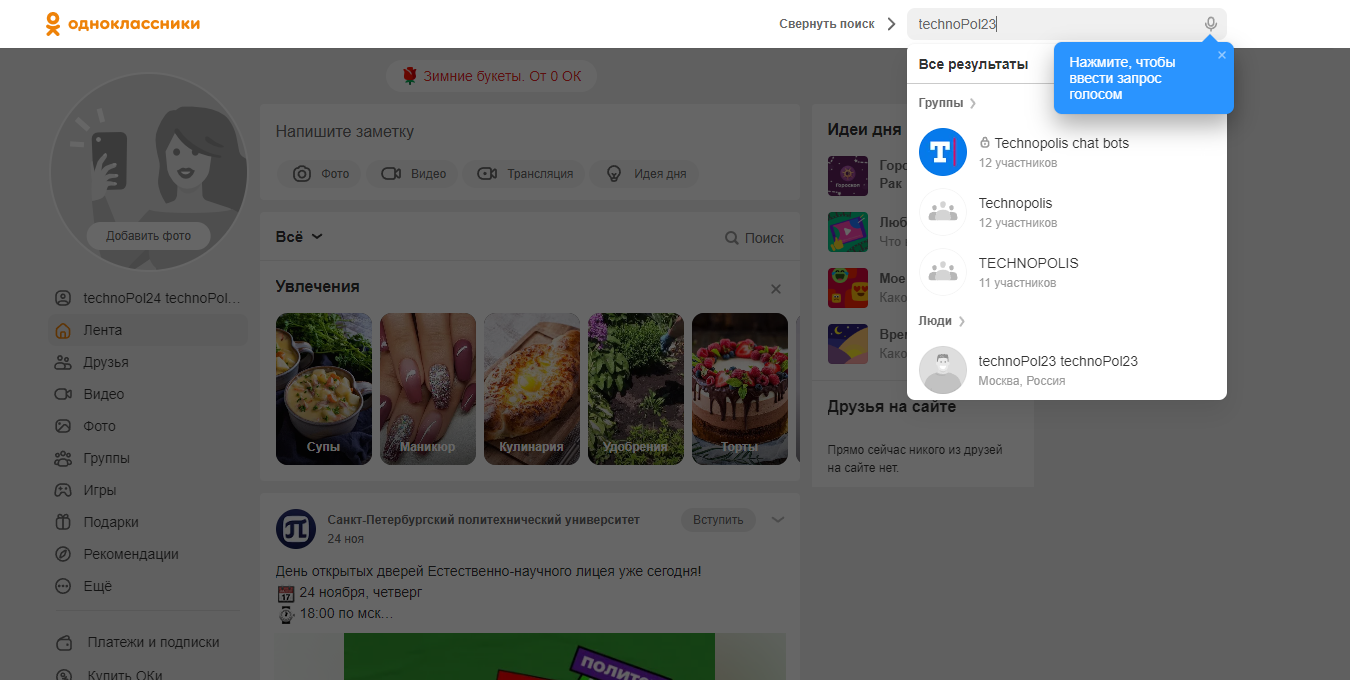 одноклассники
Свернуть поиск
technoPol23
Нажмите, чтобы
ввести запрос
голосом
Все результаты
Группы
Technopolis chat bots
12 участников
Technopolis
12 участников
TECHNOPOLIS
11 участников
Люди
technoPol23 technoPol23
Москва, Россия
Зимние букеты. От 0 ОК
Добавить фото
technoPol24 technoPol...
Лента
Друзья
Видео
Фото
Группы
Игры
Подарки
Рекомендации
Ещё
Платежи и подписки
Купить ОКи
Напишите заметку
Фото
Видео
Трансляция
Идея дня
Всё
Поиск
Увлечения
Супы
Маникюр
Кулинария
Удобрения
Торты
Санкт-Петербургский политехнический университет
24 ноя
Вступить
День открытых дверей Естественно-научного лицея уже сегодня!
17 24 ноября, четверг
18:00 по мск...
ПОЛИТЕ
Идеи дня
Горо
Рак
Гороскоп
Люб
Что
Мое
Како
Врем
Како
Друзья на сайте
Прямо сейчас никого из друзей
на сайте нет.